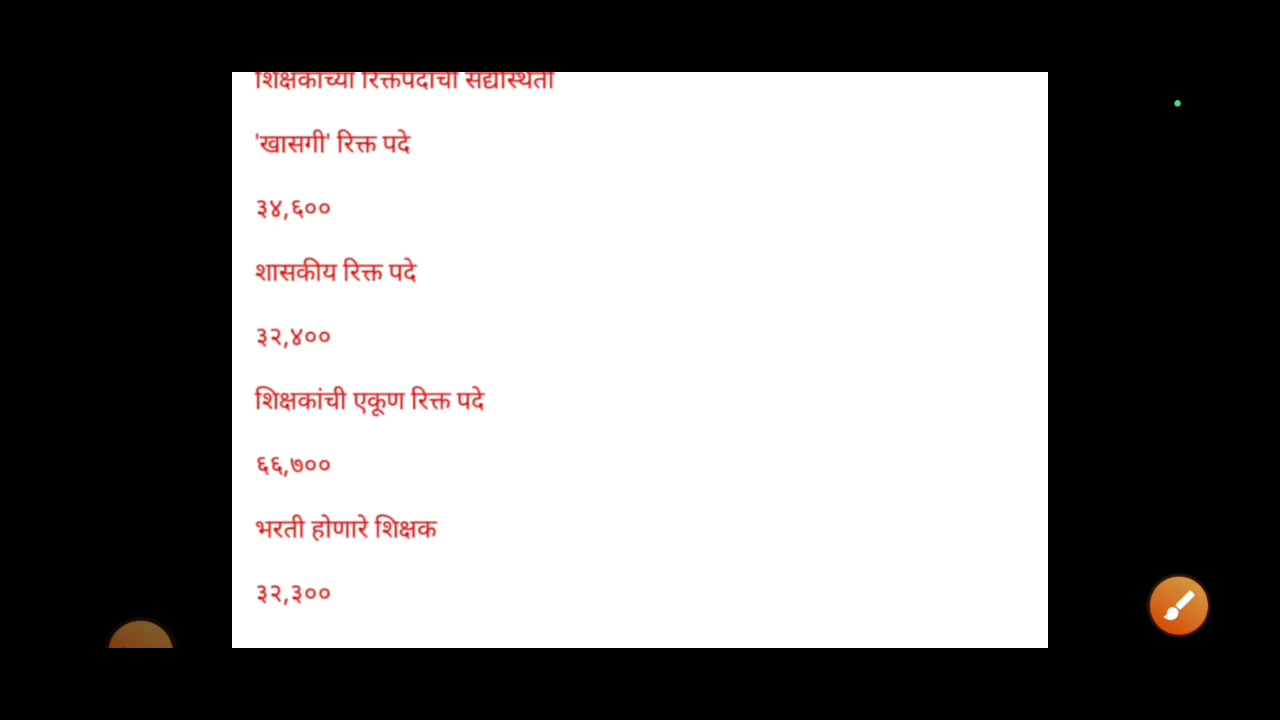 शिक्षकांच्या रिक्तपदांची सद्यस्थिती
'खासगी' रिक्त पदे
३४,६००
शासकीय रिक्त पदे
३२,४००
शिक्षकांची एकूण रिक्त पदे
६६,७००
भरती होणारे शिक्षक
३२,३००